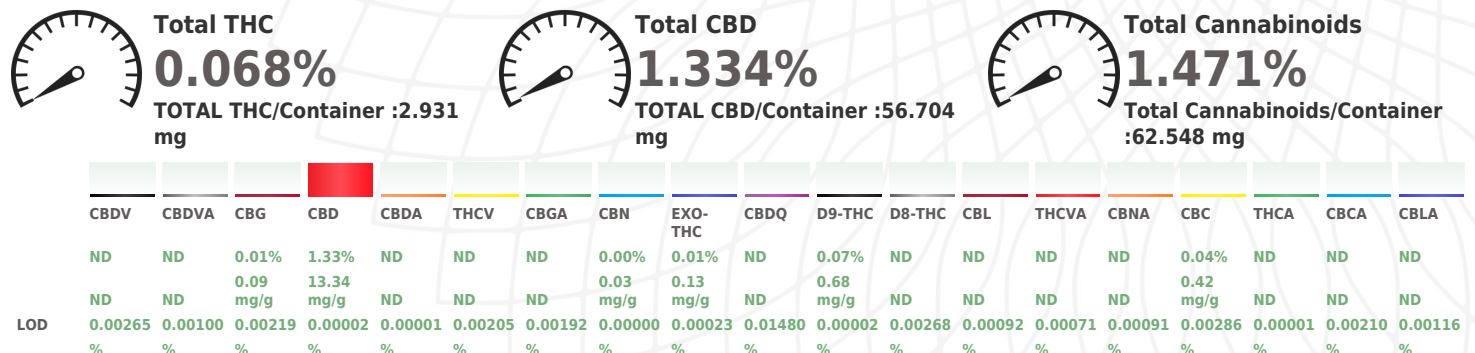 Total THC
0.068%
TOTAL THC/Container :2.931
mg
Total CBD
1.334%
TOTAL CBD/Container :56.704
mg
Total Cannabinoids
1.471%
Total Cannabinoids/Container
:62.548 mg
CBDV CBDVA CBG CBD CBDA THCV CBGA CBN EXO- CBDQ D9-THC D8-THC CBL THCVA CBNA CBC THCA CBCA CBLA
THC
ND ND 0.01% 1.33% ND ND ND 0.00% 0.01% ND 0.07% ND ND ND ND 0.04% ND ND ND
0.09 13.34 0.03 0.13 0.68 0.42
ND ND mg/g mg/g ND ND ND mg/g mg/g ND mg/g ND ND ND ND mg/g ND ND ND
LOD 0.00265 0.00100 0.00219 0.00002 0.00001 0.00205 0.00192 0.00000 0.00023 0.01480 0.00002 0.00268 0.00092 0.00071 0.00091 0.00286 0.00001 0.00210 0.00116
% % % % % % % % % % % % % % % % % % %